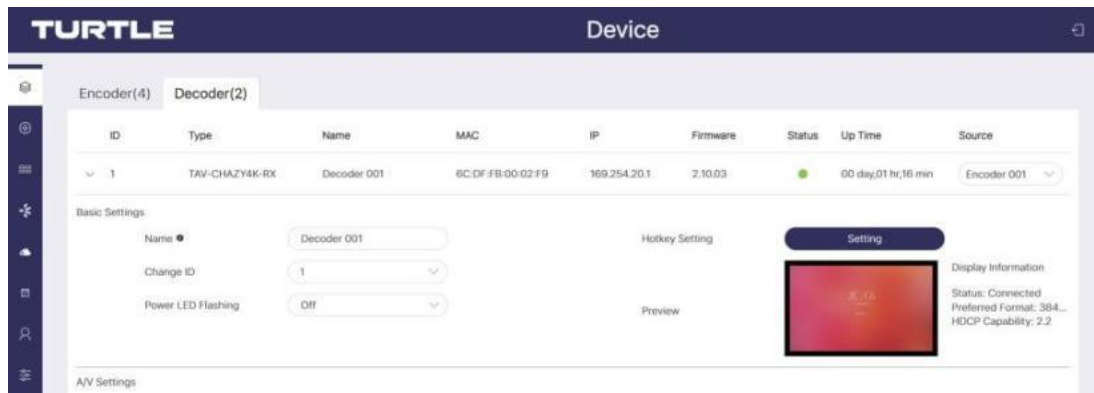 TURTLE
Device
Encoder(4) Decoder(2)
ID Type Name MAC IP Firmware Status Up Time Source
1 TAV-CHAZY4K-RX Decoder 001 6C:DF:FB:00:02:F9 169.254.20.1 2.10.03 00 day,01 hr,16 min Encoder 001
Basic Settings
Name Decoder 001 Hotkey Setting Setting
Change ID 1 Display Information
Power LED Flashing Off Preview Status: Connected
Preferred Format: 384...
HDCP Capability: 2.2
A/V Settings